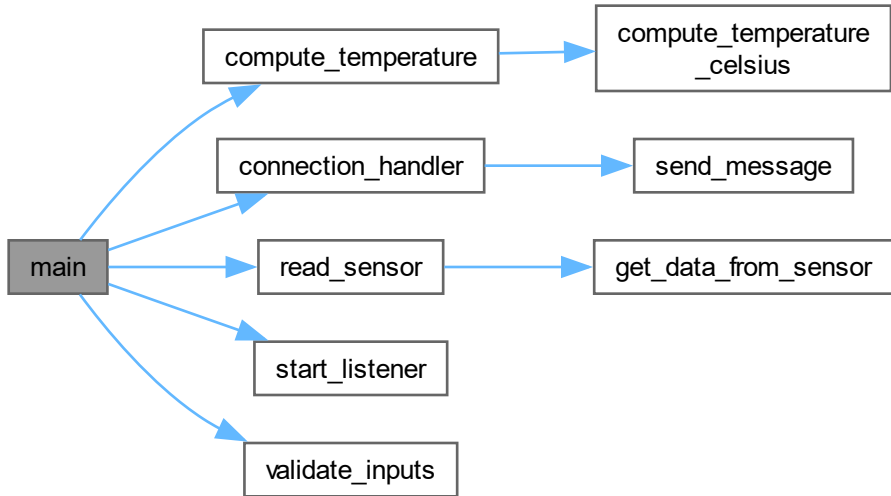 compute_temperature
compute_temperature
_celsius
connection_handler
send_message
main
read_sensor
get_data_from_sensor
start_listener
validate_inputs